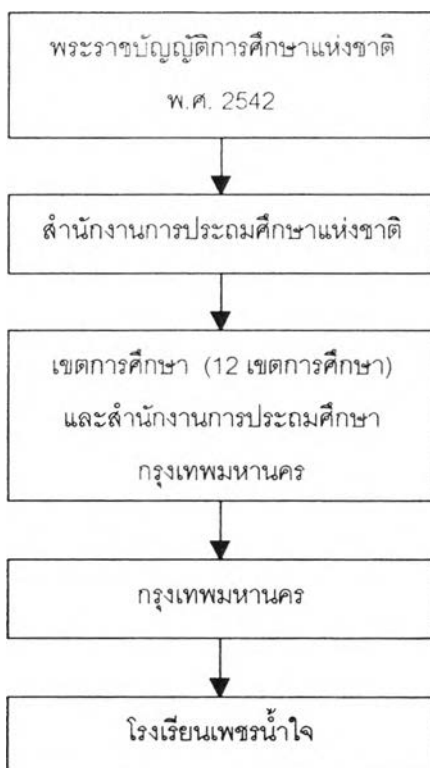 พระราชบัญญัติการศึกษาแห่งชาติ
พ.ศ. 2542
สำนักงานการประถมศึกษาแห่งชาติ
เขตการศึกษา (12 เขตการศึกษา)
และสำนักงานการประถมศึกษา
กรุงเทพมหานคร
กรุงเทพมหานคร
โรงเรียนเพชรน้ำใจ